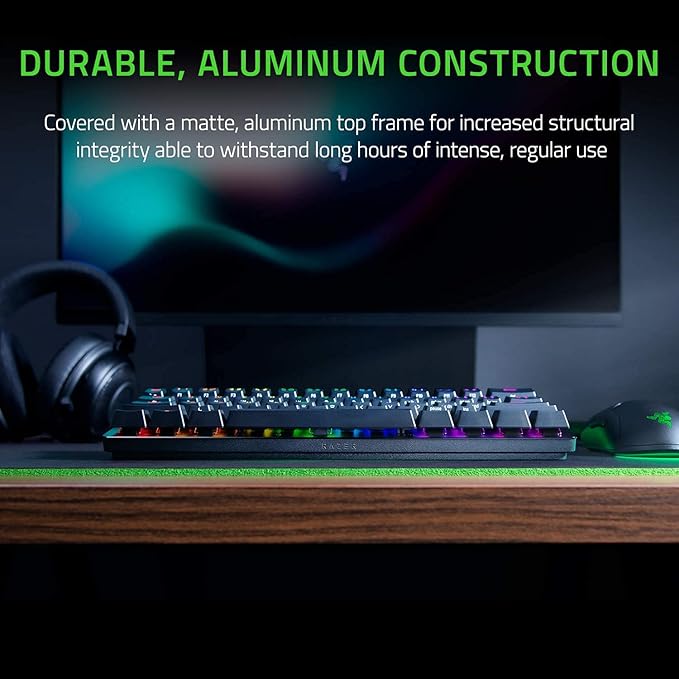 DURABLE, ALUMINUM CONSTRUCTION
Covered with a matte, aluminum top frame for increased structural
integrity able to withstand long hours of intense, regular use
RAZER